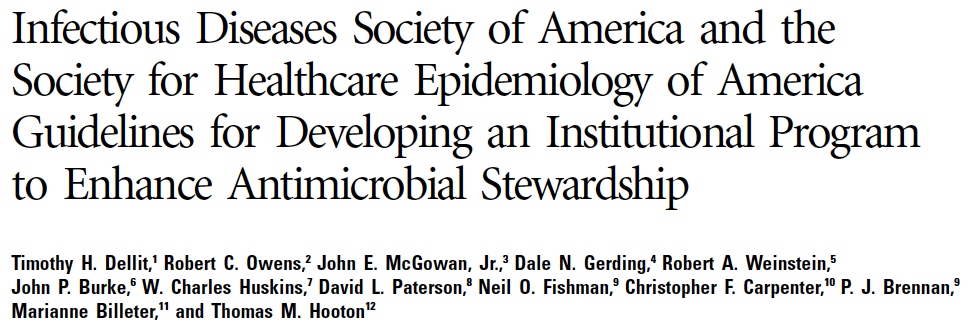 Infectious Diseases Society of America and the
Society for Healthcare Epidemiology of America
Guidelines for Developing an Institutional Program
to Enhance Antimicrobial Stewardship
Timothy H. Dellit,¹ Robert C. Owens,² John E. McGowan, Jr.,³ Dale N. Gerding,⁴ Robert A. Weinstein,⁵
John P. Burke,⁶ W. Charles Huskins,⁷ David L. Paterson,⁸ Neil O. Fishman,⁹ Christopher F. Carpenter,¹⁰ P. J. Brennan,⁹
Marianne Billeter,¹¹ and Thomas M. Hooton¹²